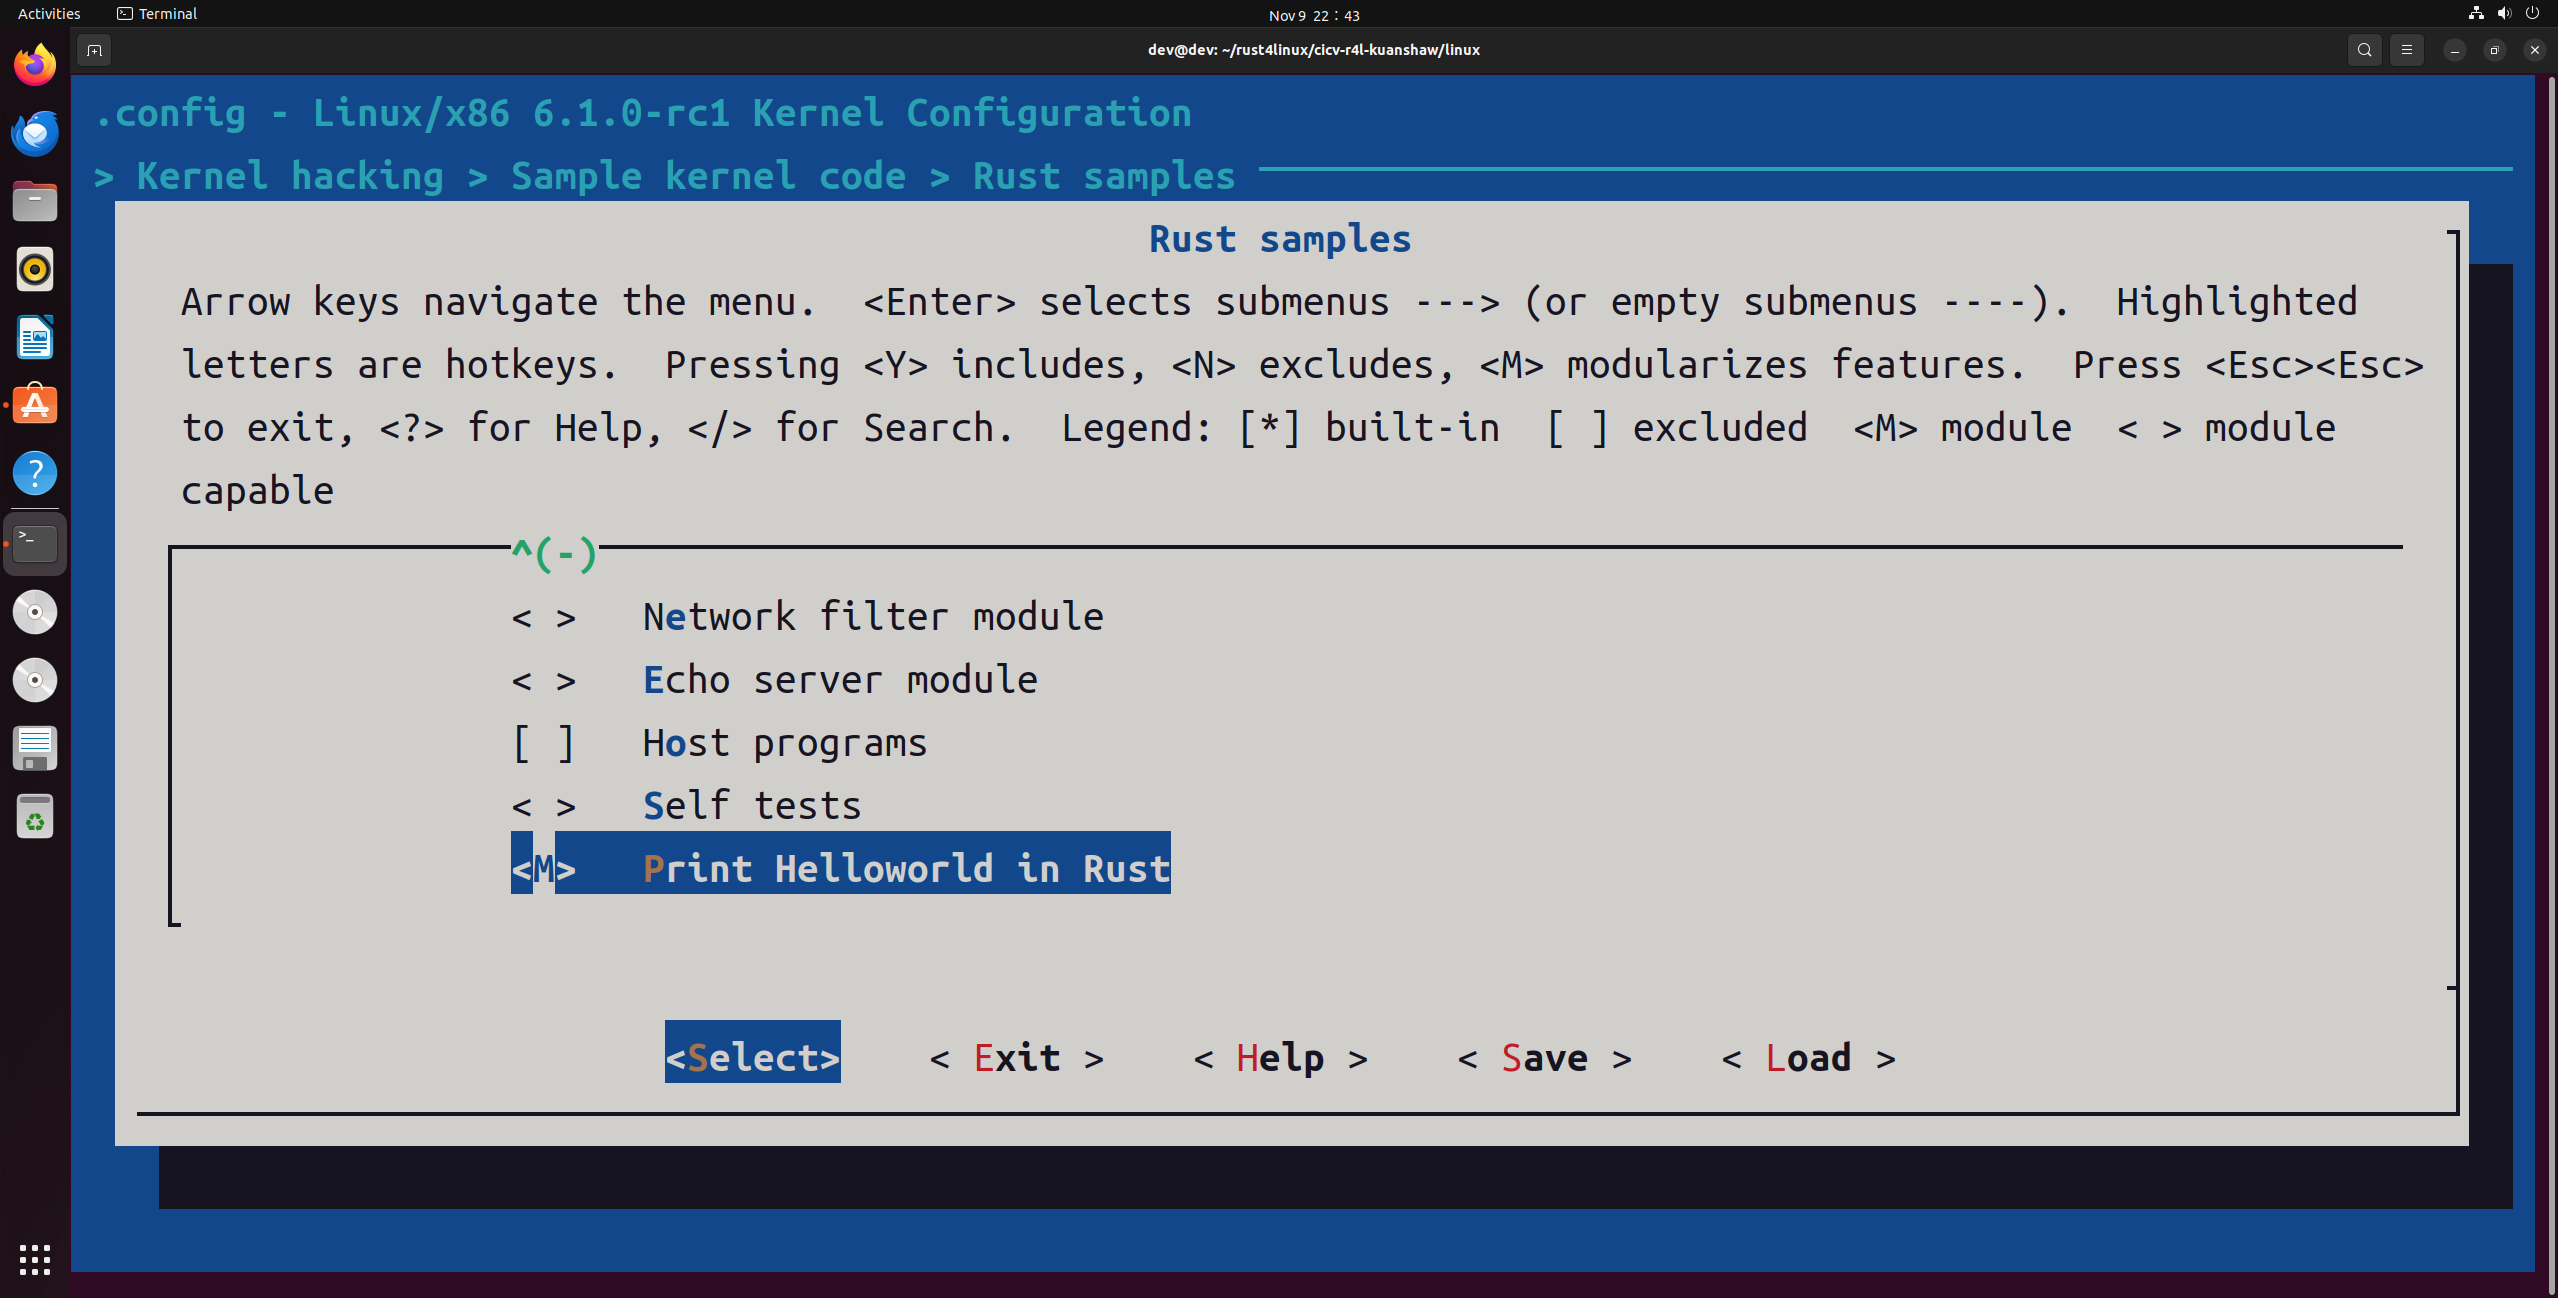 Activities Terminal Nov 9 22 : 43
dev@dev: ~/rust4linux/cicv-r4l-kuanshaw/linux
.config - Linux/x86 6.1.0-rc1 Kernel Configuration
> Kernel hacking > Sample kernel code > Rust samples
Rust samples
Arrow keys navigate the menu.  <Enter> selects submenus ---> (or empty submenus ----).  Highlighted
letters are hotkeys.  Pressing <Y> includes, <N> excludes, <M> modularizes features.  Press <Esc><Esc>
to exit, <?> for Help, </> for Search.  Legend: [*] built-in  [ ] excluded  <M> module  < > module
capable
^(-)
< >   Network filter module
< >   Echo server module
[ ]   Host programs
< >   Self tests
<M>   Print Helloworld in Rust
<Select>    < Exit >    < Help >    < Save >    < Load >